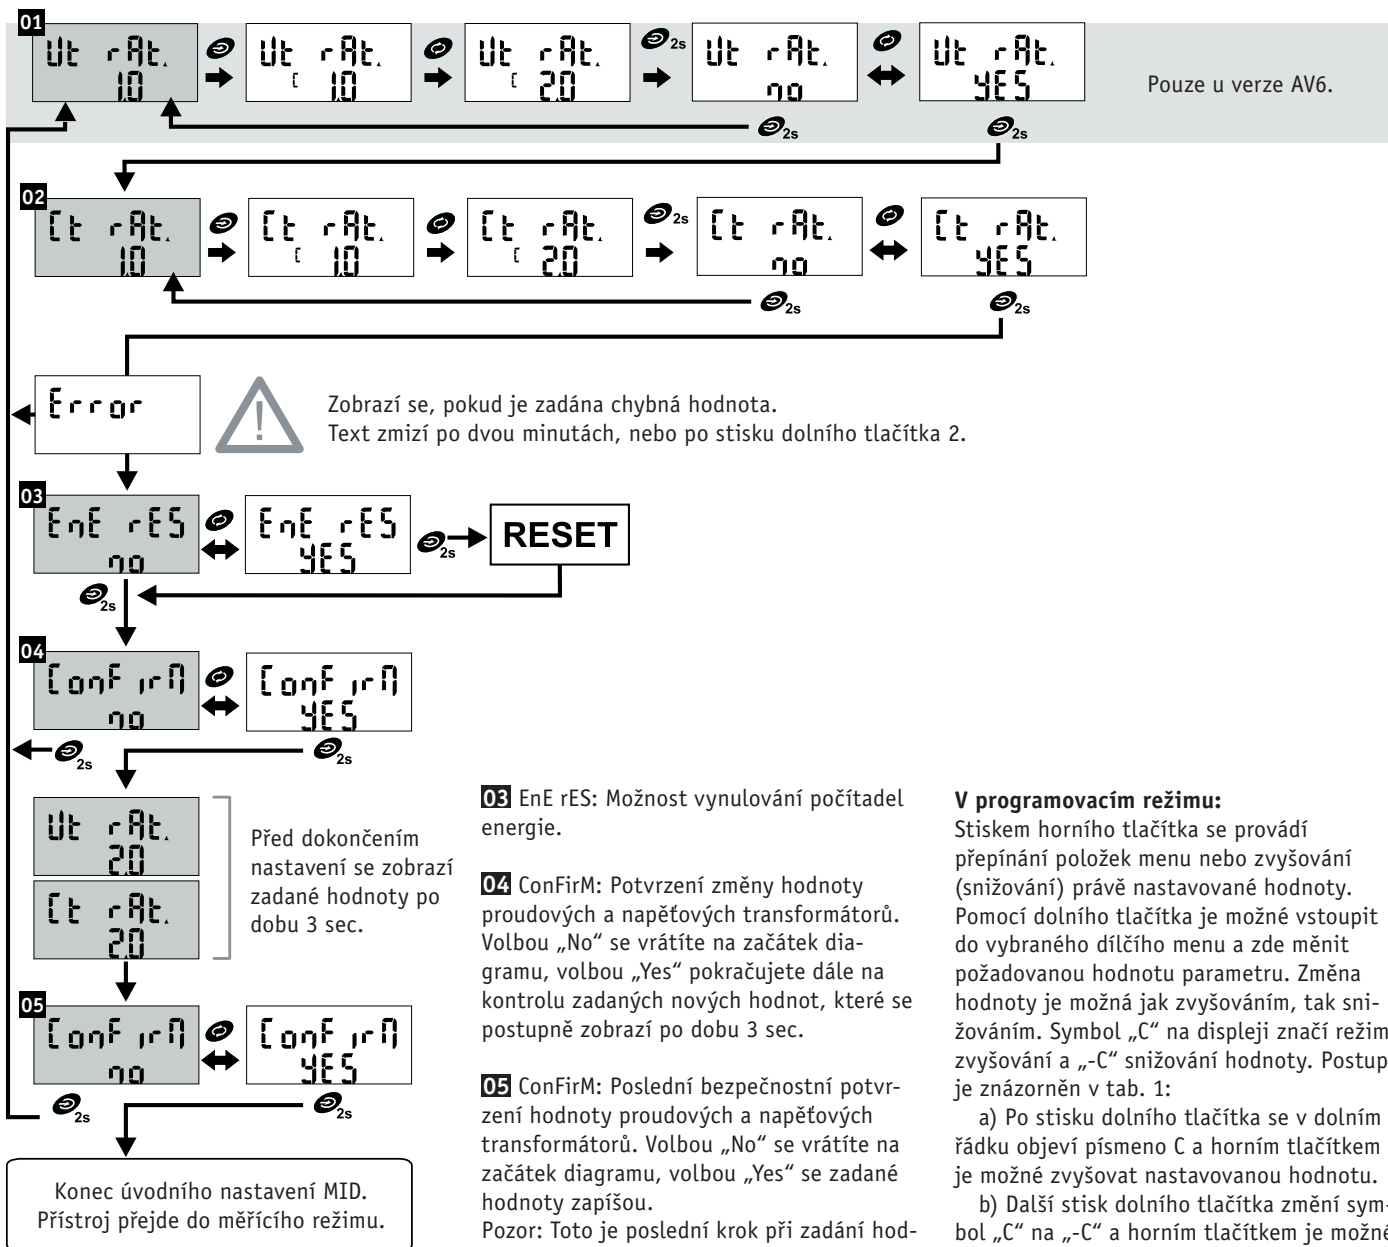 01
Ut rAt.
1.0
Ut rAt.
C 1.0
Ut rAt.
C 2.0
2s
Ut rAt.
no
Ut rAt.
YES
Pouze u verze AV6.
2s
2s
02
Ct rAt.
1.0
Ct rAt.
C 1.0
Ct rAt.
C 2.0
2s
Ct rAt.
no
Ct rAt.
YES
2s
2s
Error
!
Zobrazí se, pokud je zadána chybná hodnota.
Text zmizí po dvou minutách, nebo po stisku dolního tlačítka 2.
03
EnE rES
no
EnE rES
YES
2s
RESET
2s
04
ConFirM
no
ConFirM
YES
2s
2s
Ut rAt.
2.0
Ct rAt.
2.0
Před dokončením
nastavení se zobrazí
zadané hodnoty po
dobu 3 sec.
05
ConFirM
no
ConFirM
YES
2s
2s
Konec úvodního nastavení MID.
Přístroj přejde do měřícího režimu.
03 EnE rES: Možnost vynulování počítadel
energie.
04 ConFirM: Potvrzení změny hodnoty
proudových a napěťových transformátorů.
Volbou „No“ se vrátíte na začátek dia-
gramu, volbou „Yes“ pokračujete dále na
kontrolu zadaných nových hodnot, které se
postupně zobrazí po dobu 3 sec.
05 ConFirM: Poslední bezpečnostní potvr-
zení hodnoty proudových a napěťových
transformátorů. Volbou „No“ se vrátíte na
začátek diagramu, volbou „Yes“ se zadané
hodnoty zapíšou.
Pozor: Toto je poslední krok při zadání hod-
V programovacím režimu:
Stiskem horního tlačítka se provádí
přepínání položek menu nebo zvyšování
(snižování) právě nastavované hodnoty.
Pomocí dolního tlačítka je možné vstoupit
do vybraného dílčího menu a zde měnit
požadovanou hodnotu parametru. Změna
hodnoty je možná jak zvyšováním, tak sni-
žováním. Symbol „C“ na displeji značí režim
zvyšování a „-C“ snižování hodnoty. Postup
je znázorněn v tab. 1:
a) Po stisku dolního tlačítka se v dolním
řádku objeví písmeno C a horním tlačítkem
je možné zvyšovat nastavovanou hodnotu.
b) Další stisk dolního tlačítka změní sym-
bol „C“ na „-C“ a horním tlačítkem je možné